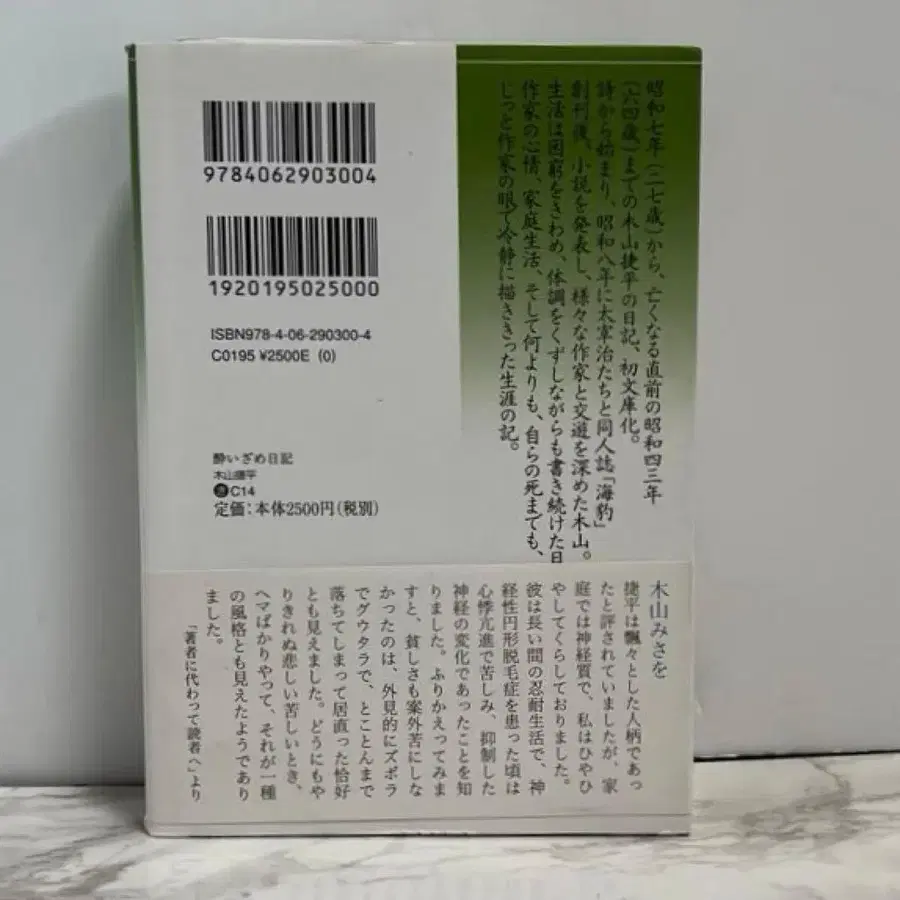 昭和七年（二七歳）から、亡くなる直前の昭和四三年
（六四歳）までの木山捷平の日記、初文庫化。
詩から始まり、昭和八年に太宰治たちと同人誌「海豹」
創刊後、小説を発表し、様々な作家と交遊を深めた木山。
生活は困窮をきわめ、体調をくずしながらも書き続けた日
作家の心情、家庭生活、そして何よりも、自らの死までも、
じっと作家の眼で冷静に描ききった生涯の記。
9784062903004
1920195025000
ISBN978-4-06-290300-4
C0195 ¥2500E (0)
酔いざめ日記
木山捷平
C14
定価：本体2500円（税別）
木山みさを
捷平は飄々とした人柄であっ
たと評されていましたが、家
庭では神経質で、私はひやひ
やしてくらしておりました。
彼は長い間の忍耐生活で、神
経性円形脱毛症を患った頃は
心悸亢進で苦しみ、抑制した
神経の変化であったことを知
りました。ふりかえってみま
すと、貧しさも案外苦にしな
かったのは、外見的にズボラ
でグウタラで、とことんまで
落ちてしまって居直った恰好
とも見えました。どうにもや
りきれぬ悲しい苦しいとき、
ヘマばかりやって、それが一種
の風格とも見えたようであり
ました。
「著者に代わって読者へ」より